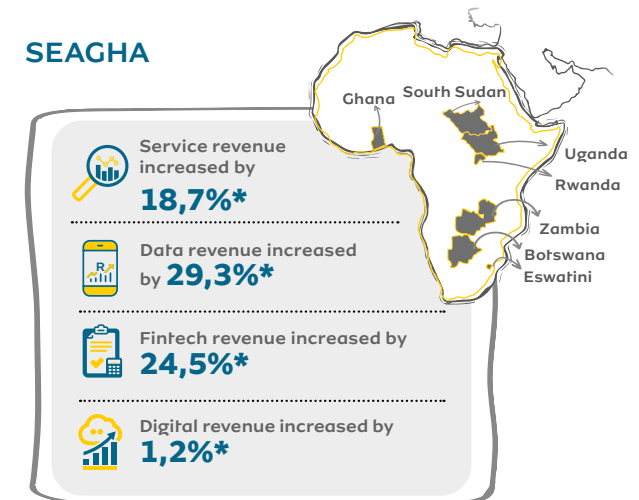 SEAGHA
Ghana
South Sudan
Uganda
Rwanda
Zambia
Botswana
Eswatini
Service revenue
increased by
18,7%*
Data revenue increased
by 29,3%*
R
Fintech revenue increased by
24,5%*
Digital revenue increased by
1,2%*